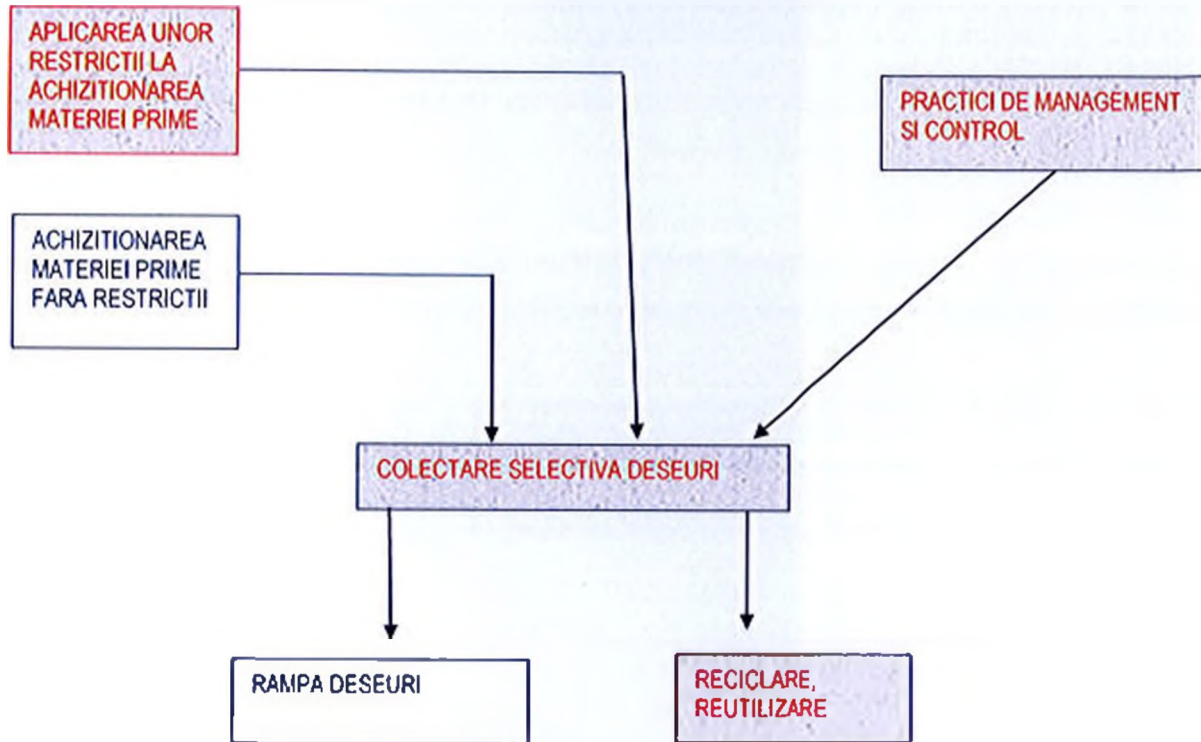 APLICAREA UNOR
RESTRICTII LA
ACHIZITIONAREA
MATERIEI PRIME
PRACTICI DE MANAGEMENT
SI CONTROL
ACHIZITIONAREA
MATERIEI PRIME
FARA RESTRICTII
COLECTARE SELECTIVA DESEURI
RAMPA DESEURI
RECICLARE,
REUTILIZARE